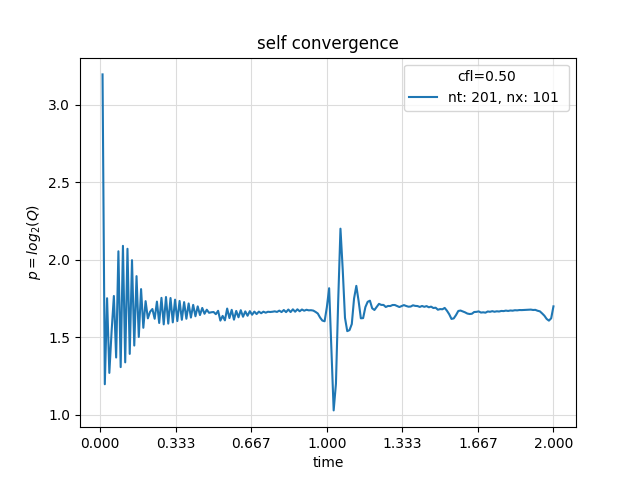 self convergence
cfl=0.50
nt: 201, nx: 101
p = log₂(Q)
3.0
2.5
2.0
1.5
1.0
0.000 0.333 0.667 1.000 1.333 1.667 2.000
time